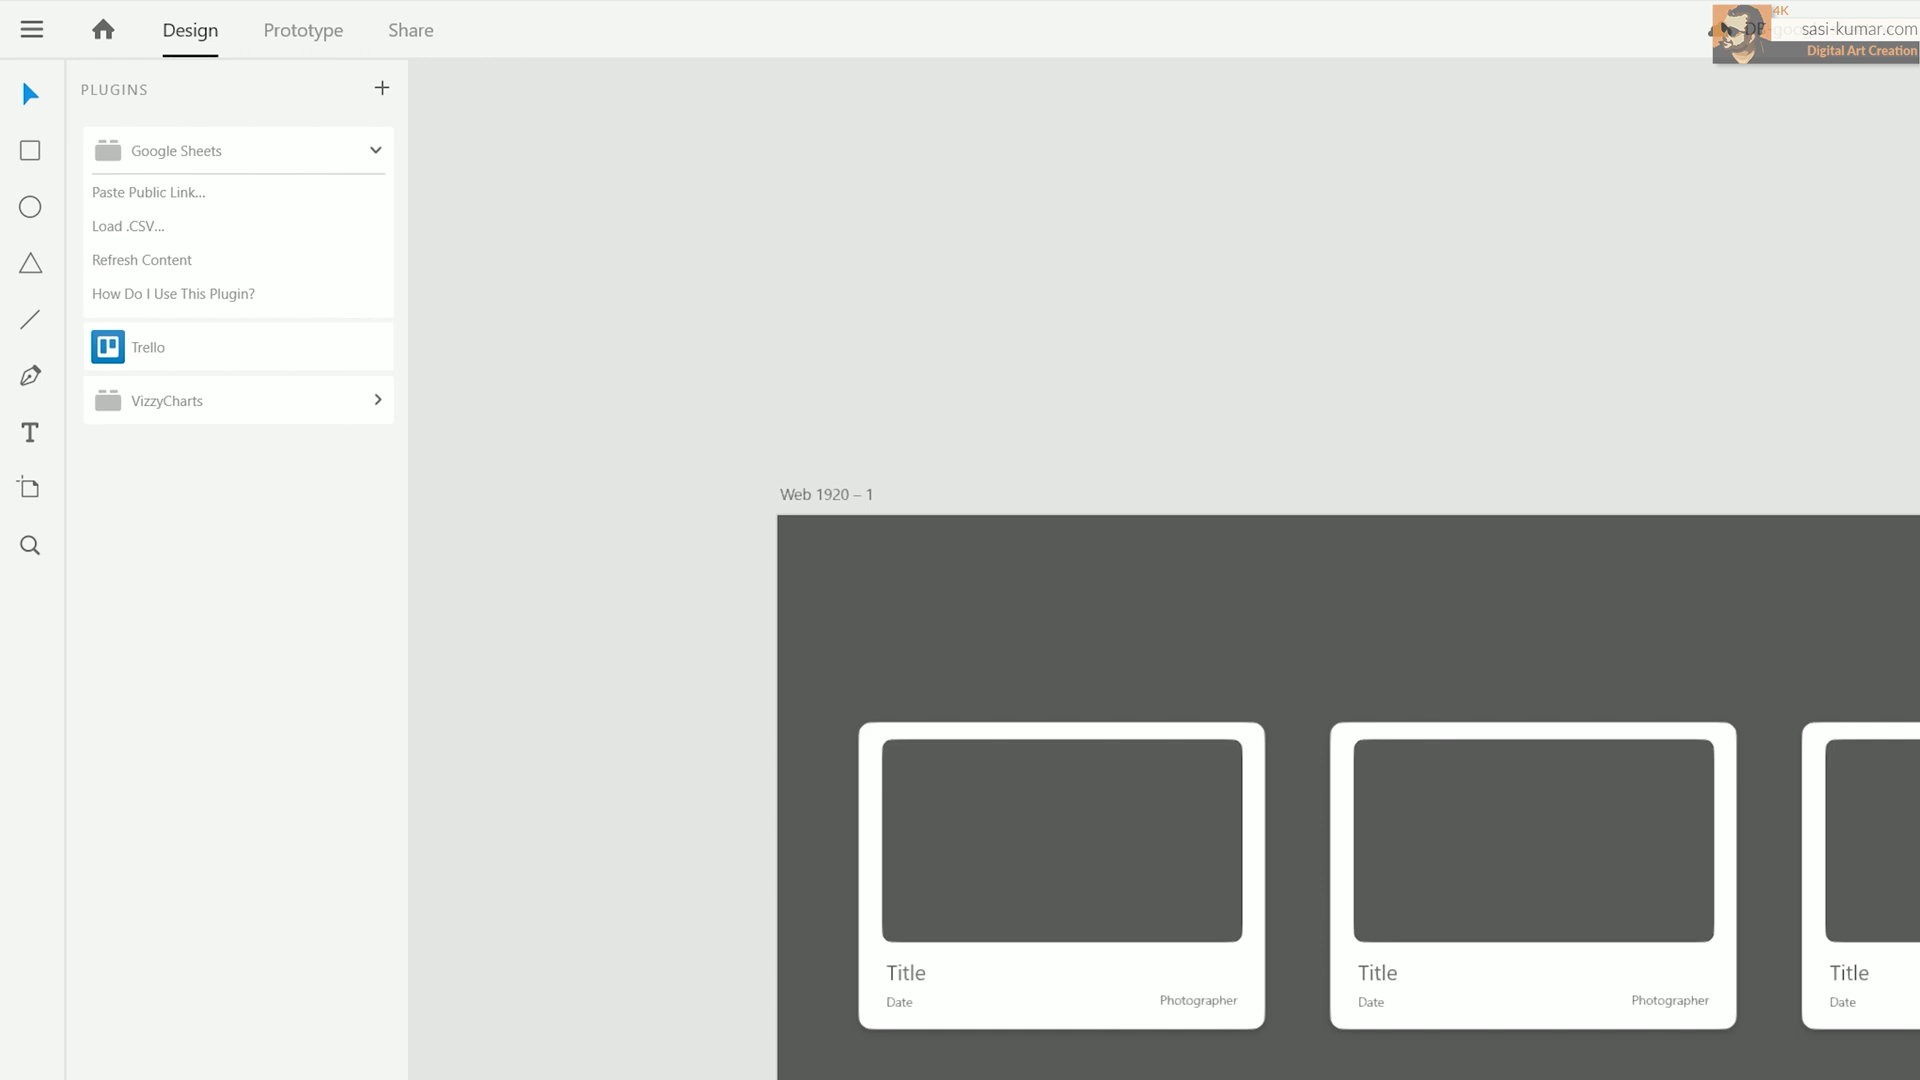 Design
Prototype
Share
4K
sasi-kumar.com
Digital Art Creation
PLUGINS
Google Sheets
Paste Public Link...
Load .CSV...
Refresh Content
How Do I Use This Plugin?
Trello
VizzyCharts
Web 1920 – 1
Title
Date
Photographer
Title
Date
Photographer
Title
Date